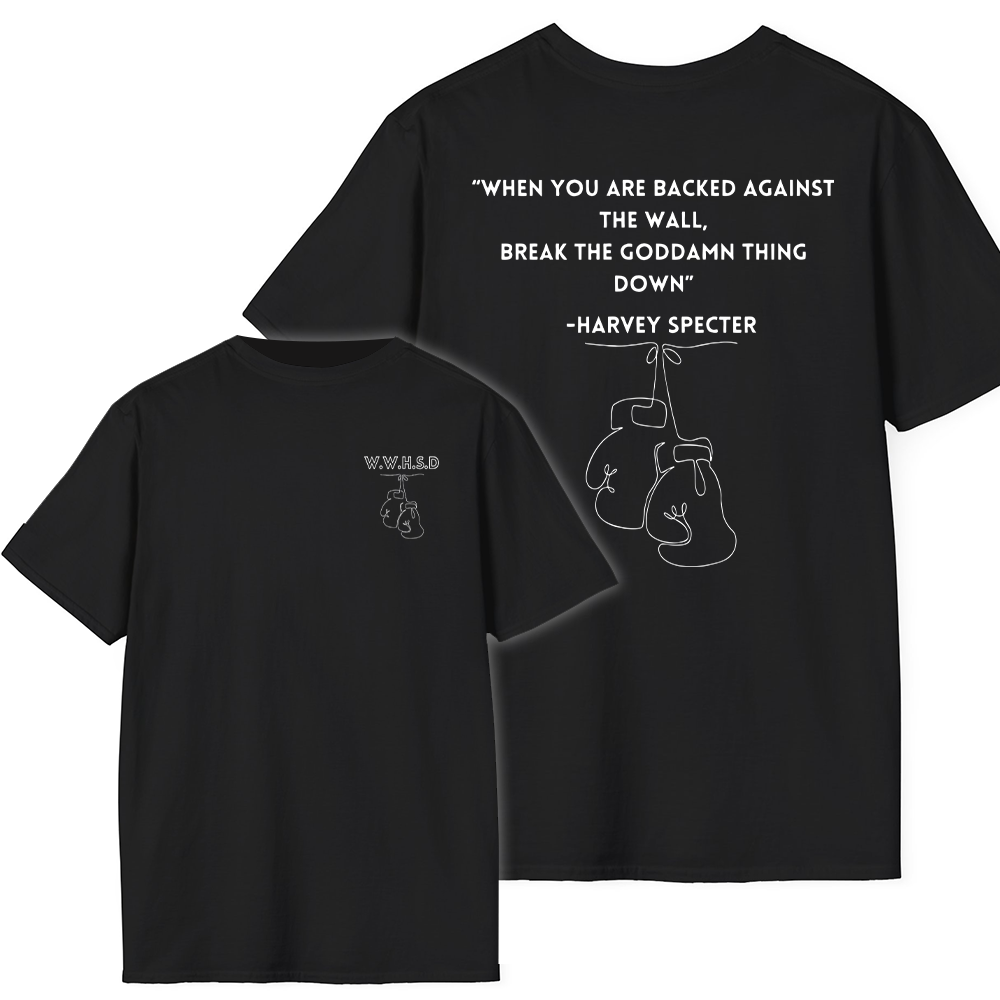 “WHEN YOU ARE BACKED AGAINST
THE WALL,
BREAK THE GODDAMN THING
DOWN”
-HARVEY SPECTER
W.W.H.S.D